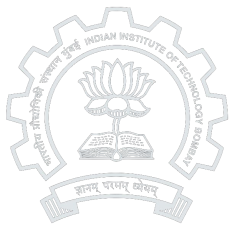 भारतीय प्रौद्योगिकी संस्थान मुंबई
INDIAN INSTITUTE OF TECHNOLOGY BOMBAY
ज्ञानम् परमम् ध्येयम्